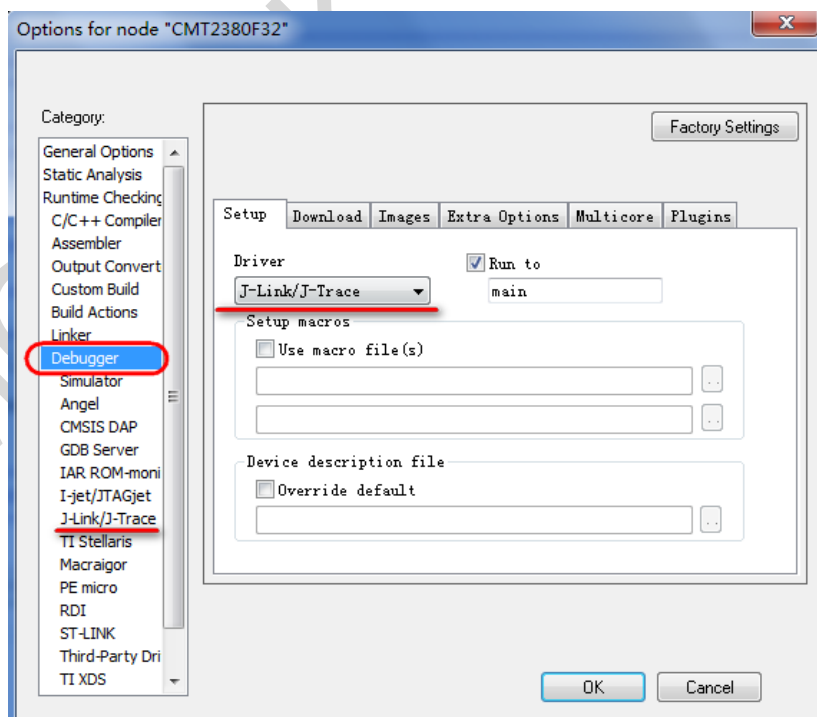 Options for node "CMT2380F32"
Category:
Factory Settings
General Options
Static Analysis
Runtime Checking
C/C++ Compiler
Assembler
Output Convert
Custom Build
Build Actions
Linker
Debugger
Simulator
Angel
CMSIS DAP
GDB Server
IAR ROM-moni
I-jet/JTAGjet
J-Link/J-Trace
TI Stellaris
Macraigor
PE micro
RDI
ST-LINK
Third-Party Dri
TI XDS
Setup Download Images Extra Options Multicore Plugins
Driver
Run to
J-Link/J-Trace
main
Setup macros
Use macro file(s)
..
..
Device description file
Override default
..
OK Cancel